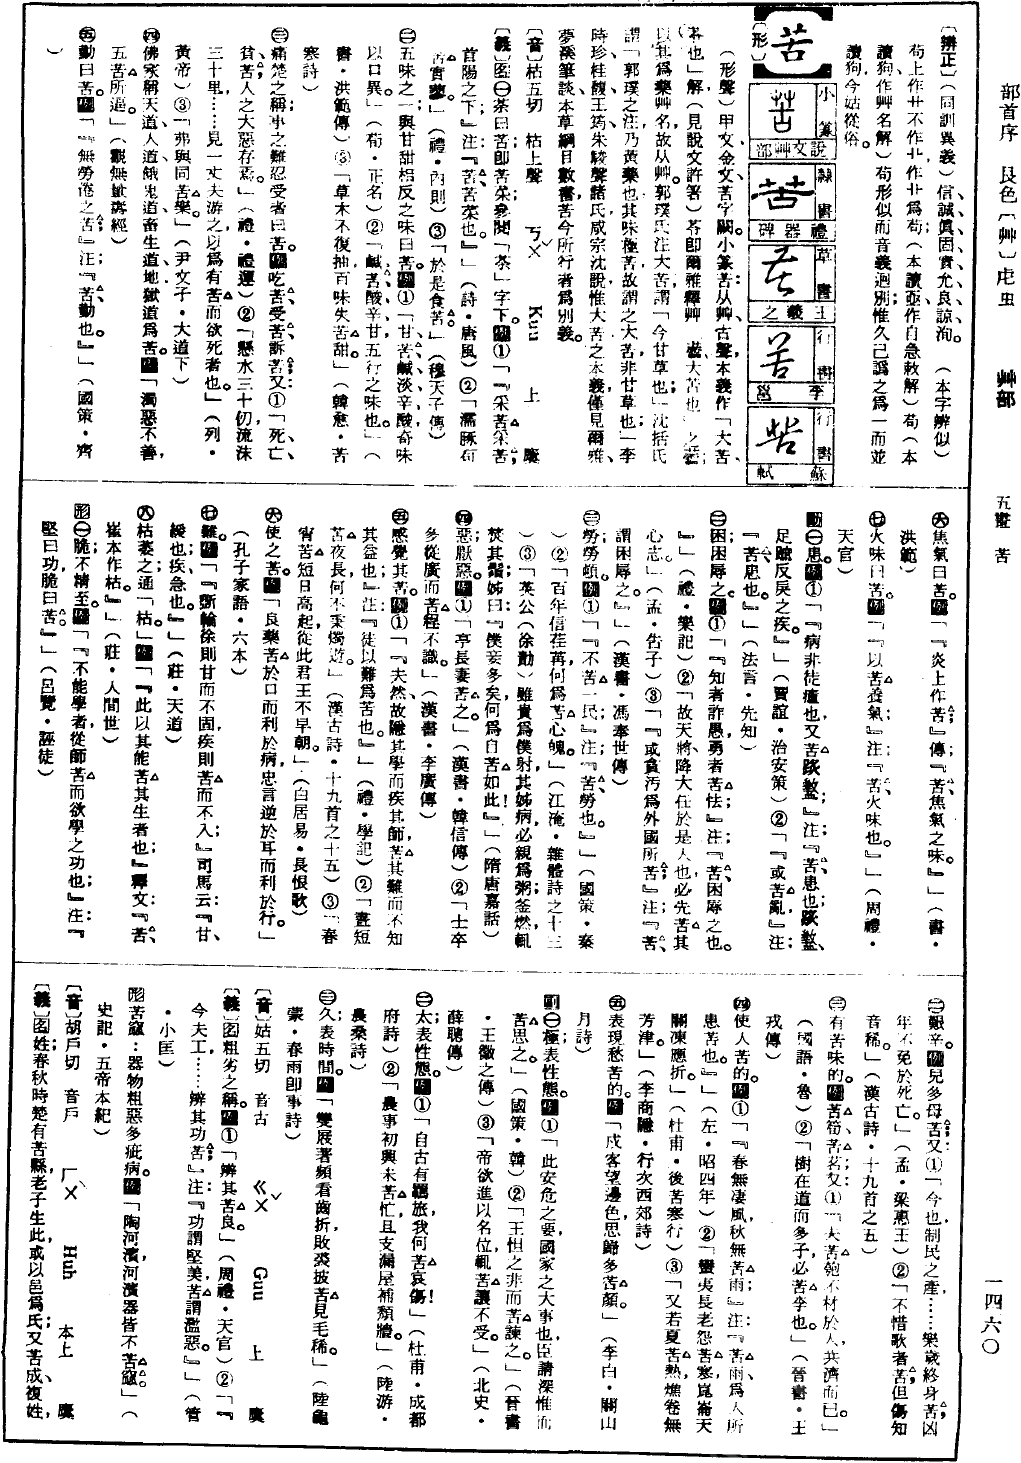 部首序 艮色〔艸〕虍虫 艸部 五畫 苦 一四六〇
〔辨正〕（同訓異義）信誠眞固實允良諒洵。（本字辨似）
苟上作卄不作艹
讀狗作艸名解）苟形似而音義迥別惟久已譌之爲一而並
讀狗今姑從俗。
苦
〔形〕
小篆 說文艸部
隸書 禮器碑
草書 王羲之
行書 李邕
行書 蘇軾
（形聲）甲文金文苦字闕小篆苦从艸古聲本義作「大苦
苓也」解（見說文許箸）苓卽爾雅釋艸
以其爲藥艸名故从艸郭璞氏注大苦謂「今甘草也」沈括氏
謂「郭璞之注乃黃藥也其味極苦故謂之大苦非甘草也」李
時珍桂馥王筠朱駿聲諸氏咸宗沈說惟大苦之本義僅見爾雅、
夢溪筆談本草綱目數書苦今所行者爲別義。
〔音〕枯五切 枯上聲 ㄎㄨˇ Kuu 上 麌
〔義〕名㊀荼曰苦卽苦菜參閱「荼」字下。例①「『采苦采苦；
首陽之下』注：『苦苦菜也。』」（詩・唐風）②「濡豚包
苦實蓼」（禮・內則）③「於是食苦。」（穆天子傳）
㊁五味之一與甘甜相反之味曰苦。例①「甘苦鹹淡辛酸奇味
以口異」（荀・正名）②「鹹苦酸辛甘五行之味也。」（
書・洪範傳）③「草木不復抽百味失苦甜。」（韓愈・苦
寒詩）
㊂痛楚之稱事之難忍受者曰苦。例吃苦受苦訴苦又①「死亡、
貧苦人之大惡存焉。」（禮・禮運）②「懸水三十仞流沫
三十里……見一丈夫游之以爲有苦而欲死者也。」（列・
黃帝）③「弗與同苦樂。」（尹文子・大道下）
㊃佛家稱天道人道餓鬼道畜生道地獄道爲苦。例「濁惡不善，
五苦所逼」（觀無量壽經）
㊄勤曰苦。例「『無勞倦之苦』注『苦勤也。』」（國策・齊
）
㊅焦氣曰苦。例「『炎上作苦』傳『苦焦氣之味。』」（書・
洪範）
㊆火味曰苦。例「『以苦養氣』注『苦火味也。』」（周禮・
天官）
動㊀患。例①「『病非徒瘇也又苦𨂂盭』注：『苦患也𨂂盭、
足蹠反戾之疾。』」（賈誼・治安策）②「『或苦亂』注：
『苦患也。』」（法言・先知）
㊁困困辱之。例①「『知者詐愚勇者苦怯』注『苦困辱之也。
』」（禮・樂記）②「故天將降大任於是人也必先苦其
心志」（孟・告子）③「『或貪汚爲外國所苦』注『苦、
謂困辱之。』」（漢書・馮奉世傳）
㊂勞勞頓。例①「『不苦一民』注『苦、勞也。』」（國策・秦
）②「百年信荏苒何爲苦心魄。」（江淹・雜體詩之十三
）③「英公（徐勣）雖貴爲僕射其姊病必親爲粥釜燃輒
焚其鬚姊曰『僕妾多矣何爲自苦如此！』」（隋唐嘉話）
㊃惡厭惡。例①「亭長妻苦之。」（漢書・韓信傳）②「士卒
多從廣而苦程不識。」（漢書・李廣傳）
㊄感覺其苦。例①「『夫然故隱其學而疾其師苦其難而不知
其益也』注『徒以難爲苦也。』」（禮・學記）②「晝短
苦夜長何不秉燭遊。」（漢古詩・十九首之十五）③「春
宵苦短日高起從此君王不早朝。」（白居易・長恨歌）
㊅使之苦。例「良藥苦於口而利於病忠言逆於耳而利於行。」
（孔子家語・六本）
㊆難。例「『斲輪徐則甘而不固疾則苦而不入』司馬云『甘、
緩也；疾急也。』」（莊・天道）
㊇枯萎之通「枯」例「『此以其能苦其生者也』釋文『苦、
崔本作枯。』」（莊・人間世）
形㊀脆不精至。例「『不能學者從師苦而欲學之功也』注：『
堅曰功脆曰苦。』」（呂覽・誣徒）
㊁艱辛。例兒多母苦又①「今也制民之產……樂歲終身苦凶
年不免於死亡。」（孟・梁惠王）②「不惜歌者苦但傷知
音稀。」（漢古詩・十九首之五）
㊂有苦味的。例苦筍苦茗又①「夫苦匏不材於人共濟而已」
（國語・魯）②「樹在道而多子必苦李也。」（晉書・王
戎傳）
㊃使人苦的。例①「『春無凄風秋無苦雨』注『苦雨爲人所
患苦也。』」（左・昭四年）②「蠻夷長老怨苦寒崑崙天
關凍應折」（杜甫・後苦寒行）③「又若夏苦熱燋卷無
芳津。」（李商隱・行次西郊詩）
㊄表現愁苦的。例「戍客望邊色思歸多苦顏。」（李白・關山
月詩）
副㊀極表性態。例①「此安危之要國家之大事也臣請深惟而
苦思之」（國策・韓）②「王怛之非而苦諫之」（晉書
・王徽之傳）③「帝欲進以名位輒苦讓不受。」（北史・
薛聰傳）
㊁太表性態。例①「自古有羈旅我何苦哀傷！」（杜甫・成都
府詩）②「農事初興未苦忙且支漏屋補頹牆。」（陸游・
農桑詩）
㊂久表時間。例「變展著頻看齒折敗裘披苦見毛稀。」（陸龜
蒙・春雨卽事詩）
〔音〕姑五切 音古 ㄍㄨˇ Guu 上 麌
〔義〕名粗劣之稱。例①「辨其苦良」（周禮・天官）②「『
今夫工……辨其功苦』注『功謂堅美苦謂濫惡。』」（管
・小匡）
形苦窳：器物粗惡多疵病。例「陶河濱河濱器皆不苦窳。」（
史記・五帝本紀）
〔音〕胡戶切 音戶 ㄏㄨˋ Huh 本上 麌
〔義〕名姓春秋時楚有苦縣老子生此或以邑爲氏又苦成複姓，